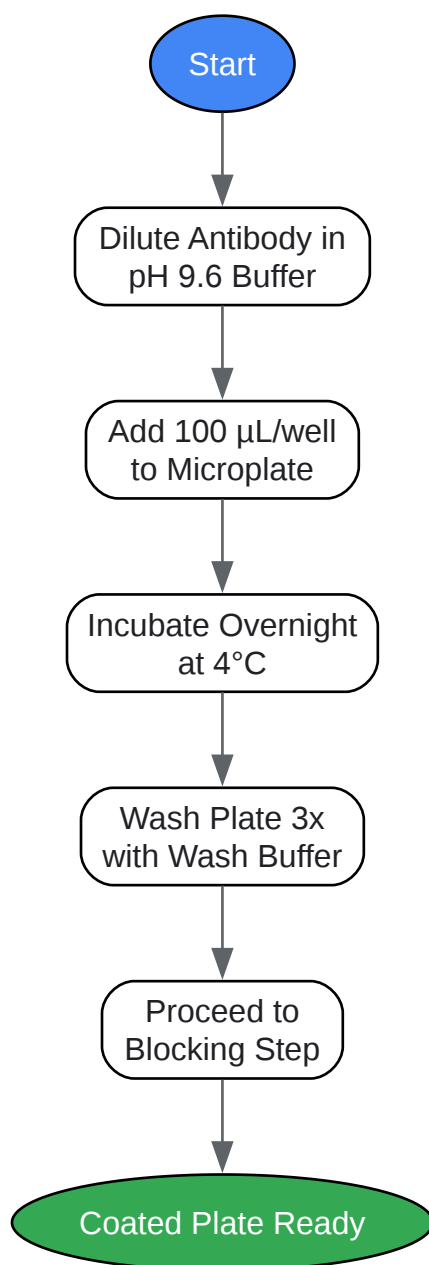 Start
Dilute Antibody in
pH 9.6 Buffer
Add 100 µL/well
to Microplate
Incubate Overnight
at 4°C
Wash Plate 3x
with Wash Buffer
Proceed to
Blocking Step
Coated Plate Ready